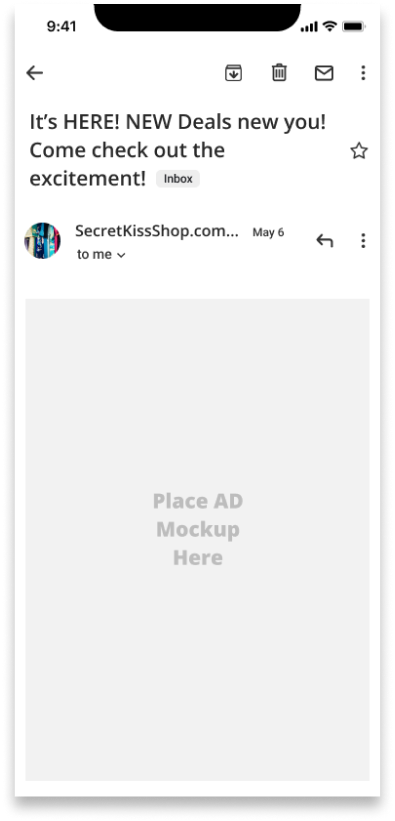 9:41
It’s HERE! NEW Deals new you!
Come check out the
excitement! Inbox
SecretKissShop.com... May 6
to me
Place AD
Mockup
Here